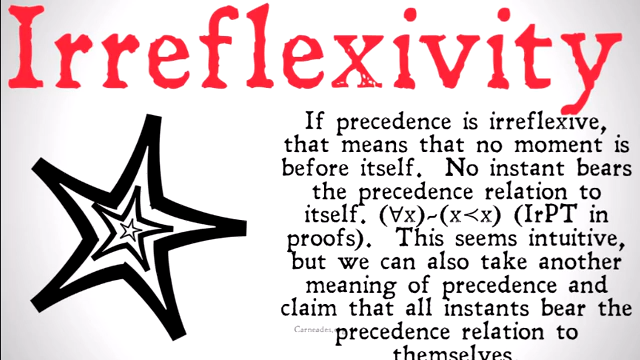 Irreflexivity
If precedence is irreflexive,
that means that no moment is
before itself. No instant bears
the precedence relation to
itself. (∀x)~(x≺x) (IrPT in
proofs). This seems intuitive,
but we can also take another
meaning of precedence and
claim that all instants bear the
Carneades.
precedence relation to
themselves